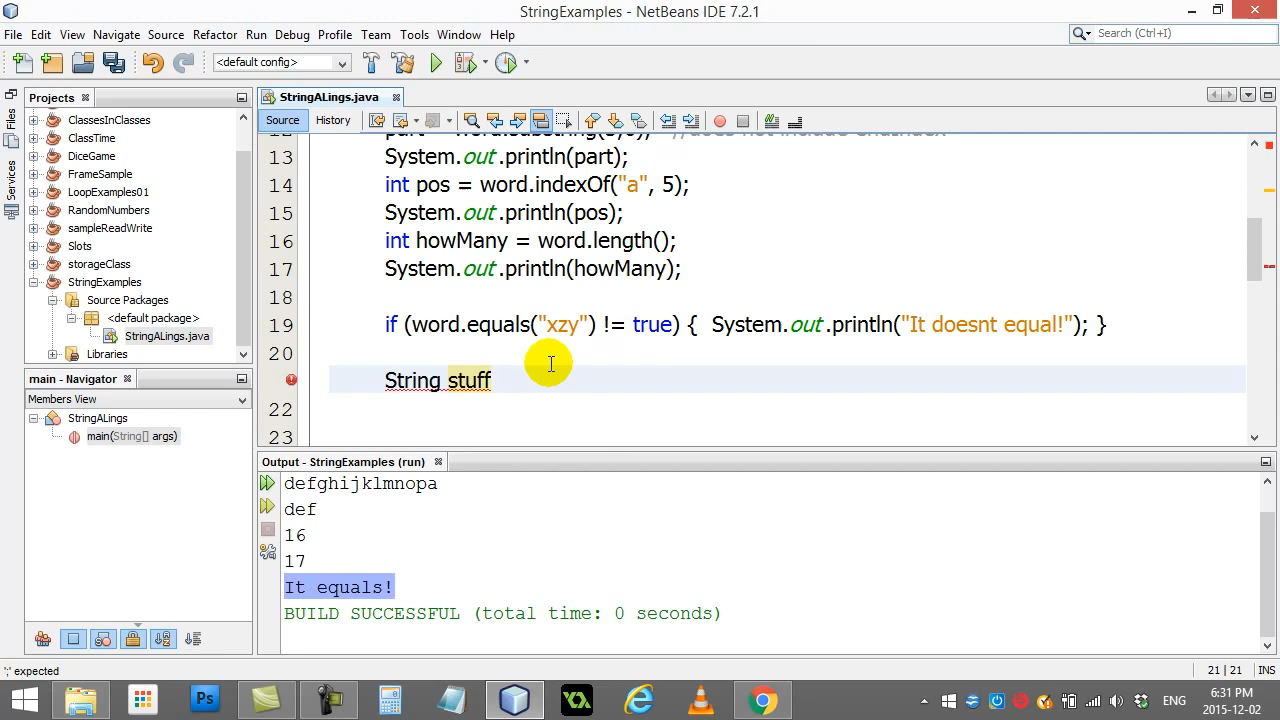 StringExamples - NetBeans IDE 7.2.1
File Edit View Navigate Source Refactor Run Debug Profile Team Tools Window Help
Search (Ctrl+I)
<default config>
Projects
StringALings.java
Files
Services
Source History
ClassesInClasses
ClassTime
DiceGame
FrameSample
LoopExamples01
RandomNumbers
sampleReadWrite
Slots
storageClass
StringExamples
Source Packages
<default package>
StringALings.java
Libraries
13 System.out.println(part);
14 int pos = word.indexOf("a", 5);
15 System.out.println(pos);
16 int howMany = word.length();
17 System.out.println(howMany);
18
19 if (word.equals("xzy") != true) { System.out.println("It doesnt equal!"); }
20
String stuff
22
23
main - Navigator
Members View
StringALings
main(String[] args)
Output - StringExamples (run)
defghijklmnopa
def
16
17
It equals!
BUILD SUCCESSFUL (total time: 0 seconds)
';' expected
21 | 21 INS
Ps
ENG
6:31 PM
2015-12-02